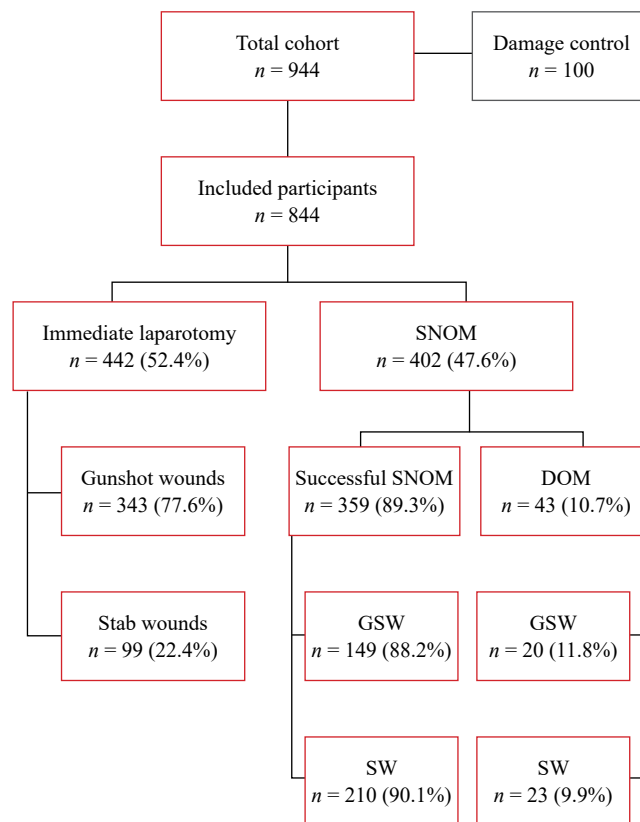 Total cohort
n = 944
Damage control
n = 100
Included participants
n = 844
Immediate laparotomy
n = 442 (52.4%)
SNOM
n = 402 (47.6%)
Gunshot wounds
n = 343 (77.6%)
Successful SNOM
n = 359 (89.3%)
DOM
n = 43 (10.7%)
Stab wounds
n = 99 (22.4%)
GSW
n = 149 (88.2%)
GSW
n = 20 (11.8%)
SW
n = 210 (90.1%)
SW
n = 23 (9.9%)